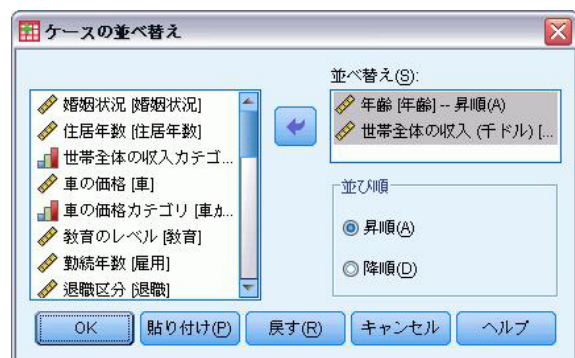 ケースの並べ替え
並べ替え(S):
婚姻状況 [婚姻状況]
住居年数 [住居年数]
世帯全体の収入カテゴ...
車の価格 [車]
車の価格カテゴリ [車カ...
教育のレベル [教育]
勤続年数 [雇用]
退職区分 [退職]
年齢 [年齢] -- 昇順(A)
世帯全体の収入 (千ドル) [...
並び順
昇順(A)
降順(D)
OK
貼り付け(P)
戻す(R)
キャンセル
ヘルプ